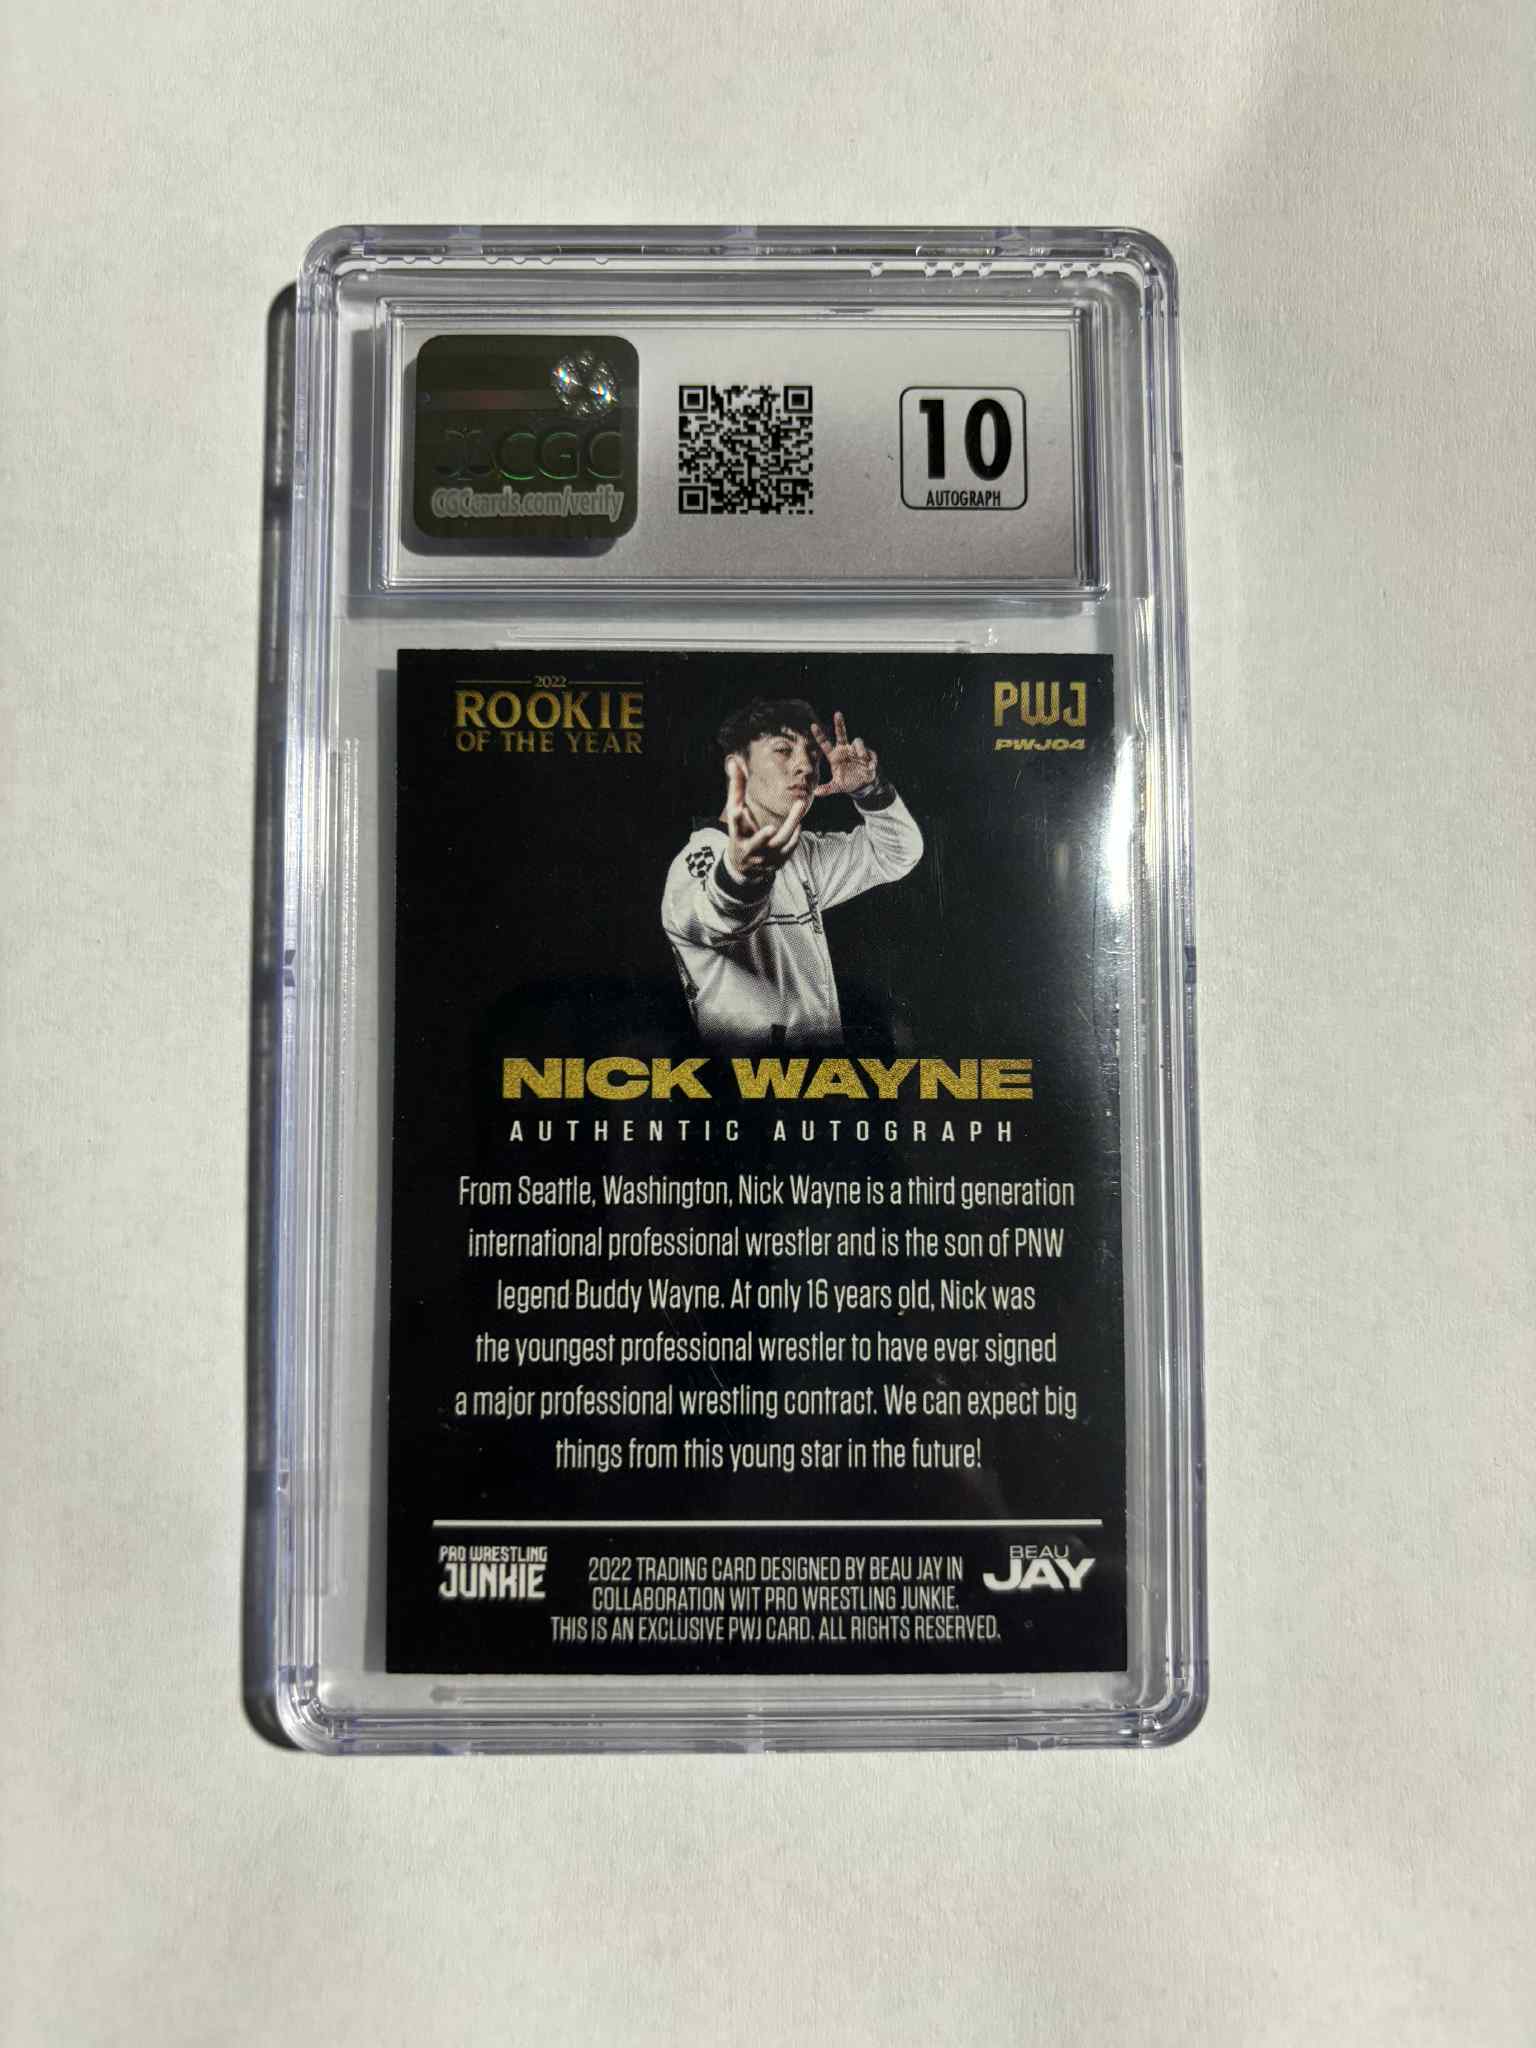 CGC
CGCcards.com/verify
10
AUTOGRAPH
2022
ROOKIE
OF THE YEAR
PWJ
PWJ04
NICK WAYNE
AUTHENTIC AUTOGRAPH
From Seattle, Washington, Nick Wayne is a third generation
international professional wrestler and is the son of PNW
legend Buddy Wayne. At only 16 years old, Nick was
the youngest professional wrestler to have ever signed
a major professional wrestling contract. We can expect big
things from this young star in the future!
PRO WRESTLING
JUNKIE
2022 TRADING CARD DESIGNED BY BEAU JAY IN
COLLABORATION WIT PRO WRESTLING JUNKIE.
THIS IS AN EXCLUSIVE PWJ CARD. ALL RIGHTS RESERVED.
BEAU
JAY